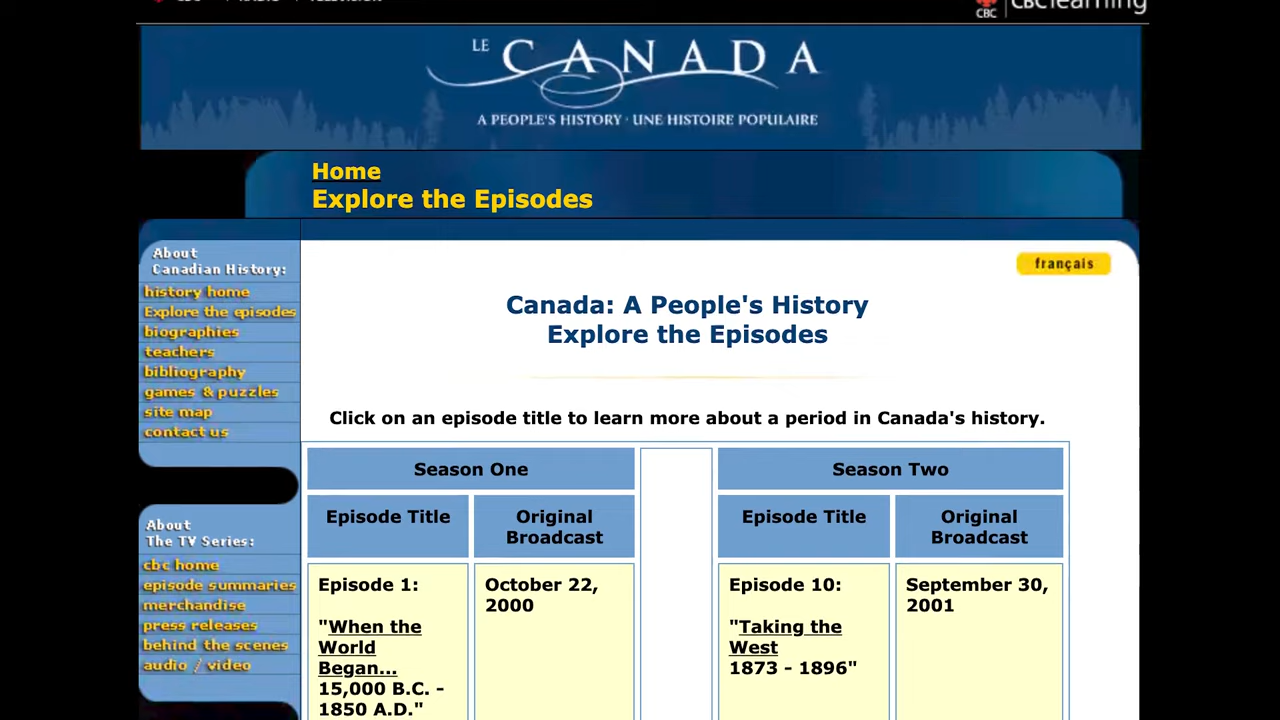 CBC
CBClearning
LE CANADA
A PEOPLE'S HISTORY · UNE HISTOIRE POPULAIRE
Home
Explore the Episodes
About
Canadian History:
history home
Explore the episodes
biographies
teachers
bibliography
games & puzzles
site map
contact us
About
The TV Series:
cbc home
episode summaries
merchandise
press releases
behind the scenes
audio / video
français
Canada: A People's History
Explore the Episodes
Click on an episode title to learn more about a period in Canada's history.
Season One
Season Two
Episode Title
Original
Broadcast
Episode Title
Original
Broadcast
Episode 1:
"When the
World
Began...
15,000 B.C. -
1850 A.D."
October 22,
2000
Episode 10:
"Taking the
West
1873 - 1896"
September 30,
2001